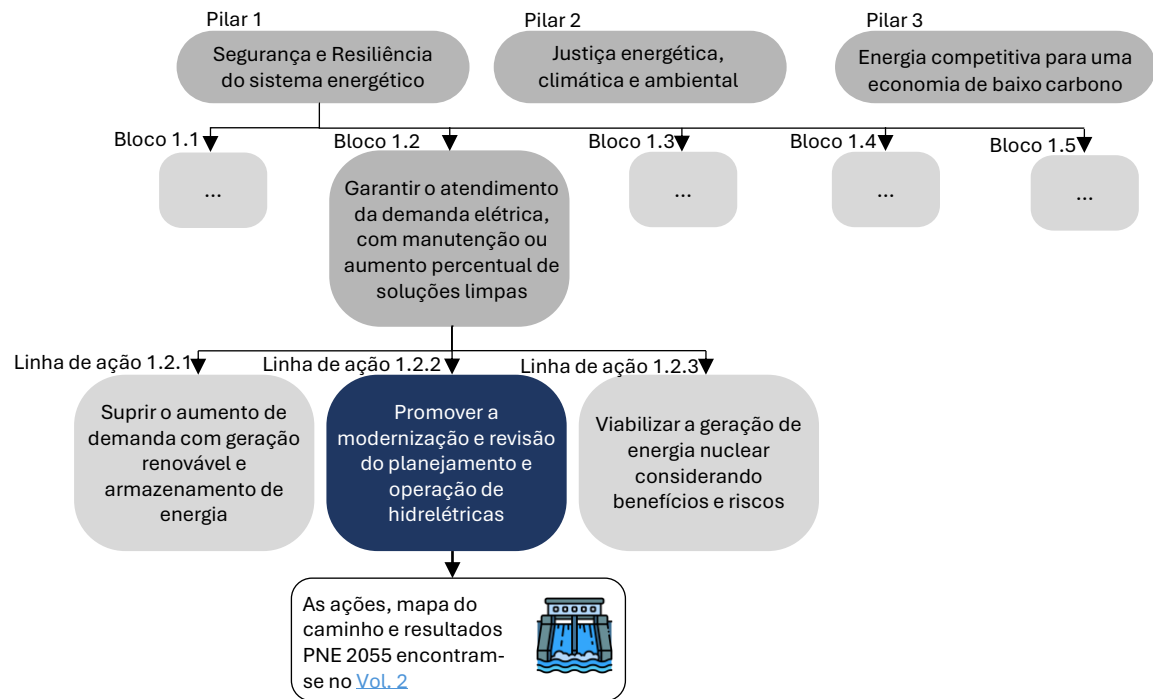 Pilar 1
Segurança e Resiliência
do sistema energético
Pilar 2
Justiça energética,
climática e ambiental
Pilar 3
Energia competitiva para uma
economia de baixo carbono
Bloco 1.1
...
Bloco 1.2
Garantir o atendimento
da demanda elétrica,
com manutenção ou
aumento percentual de
soluções limpas
Bloco 1.3
...
Bloco 1.4
...
Bloco 1.5
...
Linha de ação 1.2.1
Suprir o aumento de
demanda com geração
renovável e
armazenamento de
energia
Linha de ação 1.2.2
Promover a
modernização e revisão
do planejamento e
operação de
hidrelétricas
Linha de ação 1.2.3
Viabilizar a geração de
energia nuclear
considerando
benefícios e riscos
As ações, mapa do
caminho e resultados
PNE 2055 encontram-
se no Vol. 2